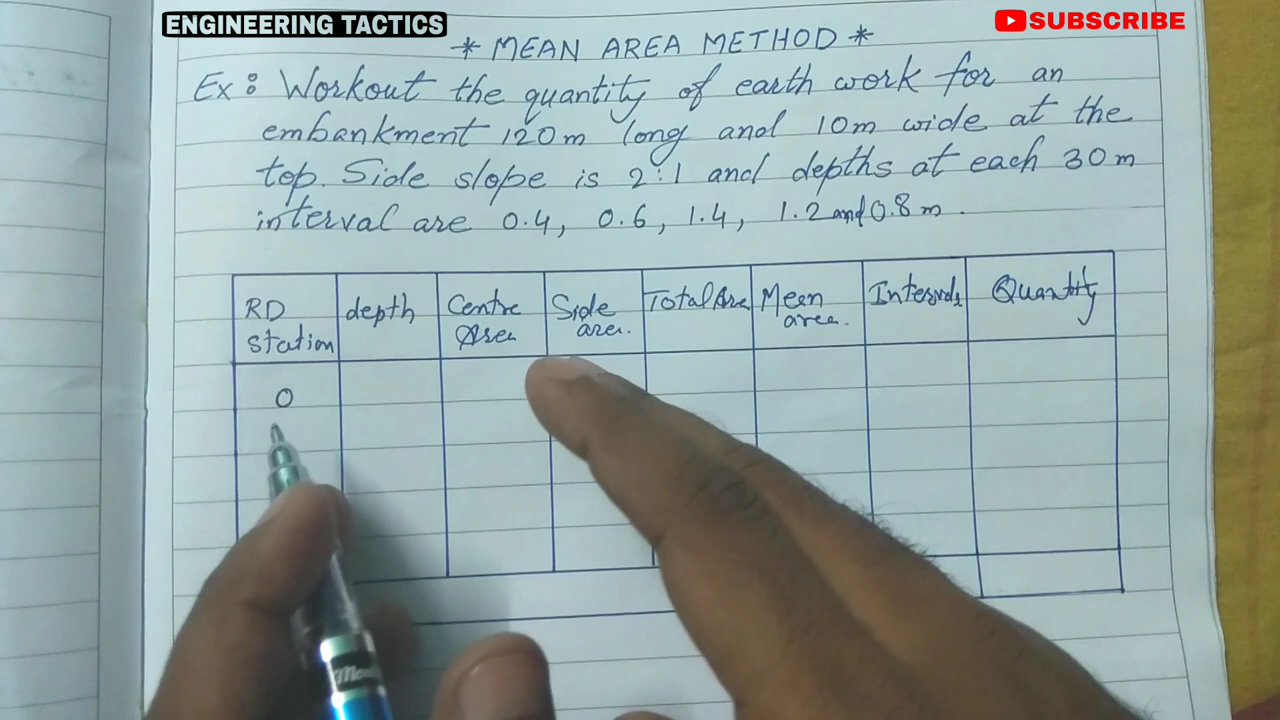 ENGINEERING TACTICS
SUBSCRIBE
* MEAN AREA METHOD *
Ex: Workout the quantity of earth work for an
embankment 120m long and 10m wide at the
top. Side slope is 2:1 and depths at each 30m
interval are 0.4, 0.6, 1.4, 1.2 and 0.8 m.
RD station
depth
Centre Area
Side area.
Total Are
Mean area.
Quantity
0